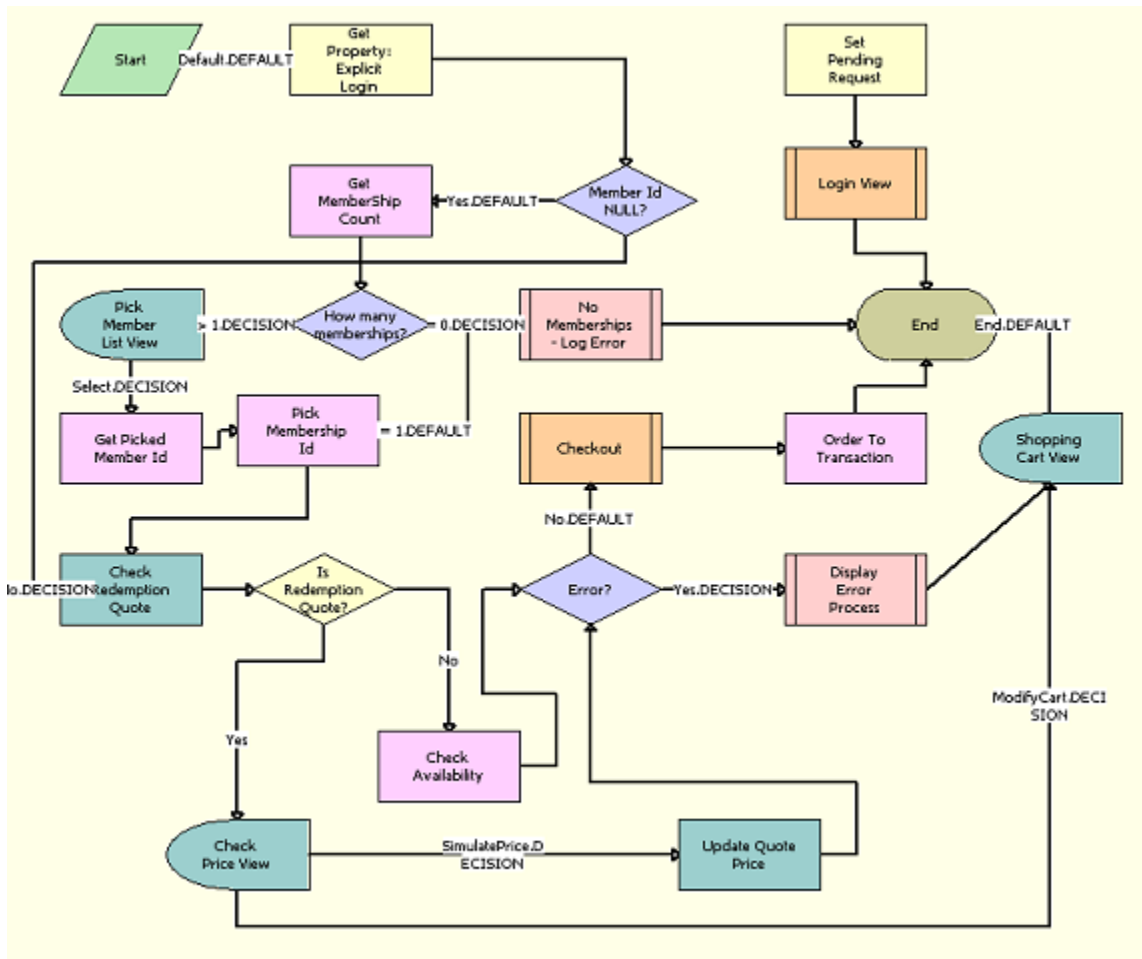 Start
Default.DEFAULT
Get
Property:
Explicit
Login
Set
Pending
Request
Get
MemberShip
Count
Yes.DEFAULT
Member Id
NULL?
Login View
Pick
Member
List View
> 1.DECISION
How many
memberships?
= 0.DECISION
No
Memberships
- Log Error
End
End.DEFAULT
Select.DECISION
Get Picked
Member Id
Pick
Membership
Id
= 1.DEFAULT
Checkout
Order To
Transaction
Shopping
Cart View
No.DEFAULT
lo.DECISION
Check
Redemption
Quote
Is
Redemption
Quote?
Error?
Yes.DECISION
Display
Error
Process
No
Yes
ModifyCart.DECI
SION
Check
Availability
Check
Price View
SimulatePrice.D
ECISION
Update Quote
Price